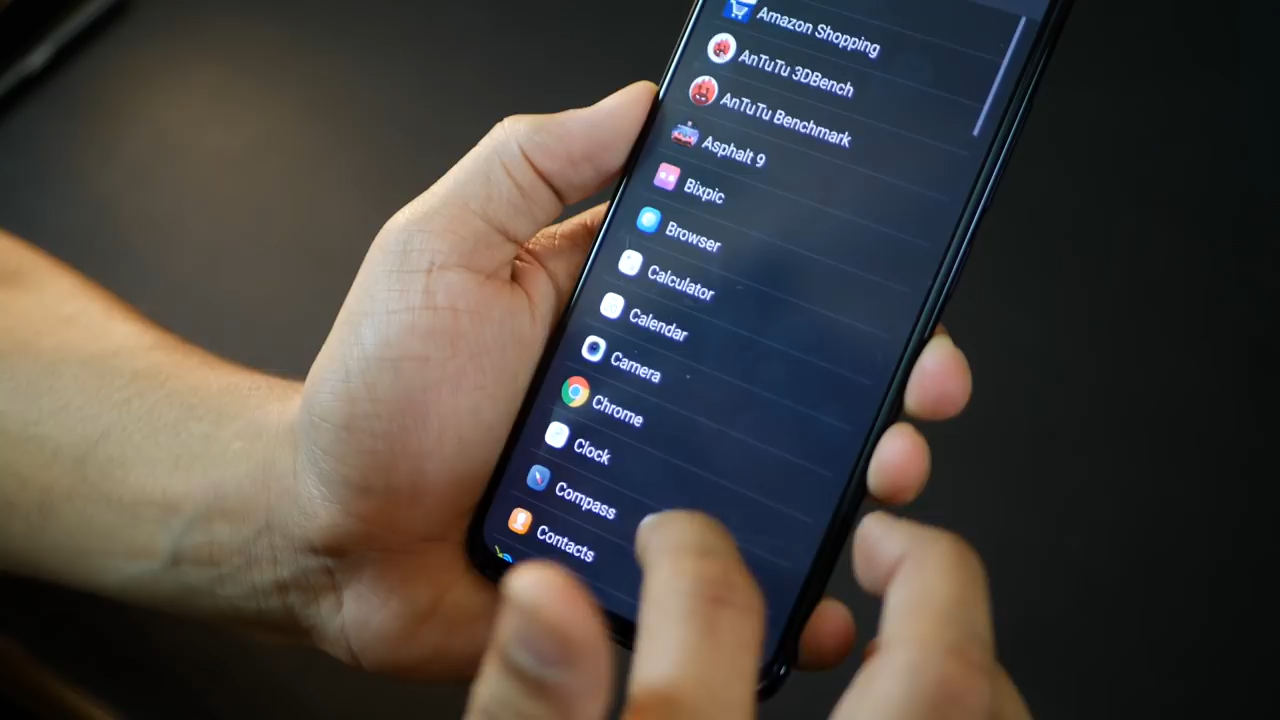 Amazon Shopping
AnTuTu 3DBench
AnTuTu Benchmark
Asphalt 9
Bixpic
Browser
Calculator
Calendar
Camera
Chrome
Clock
Compass
Contacts